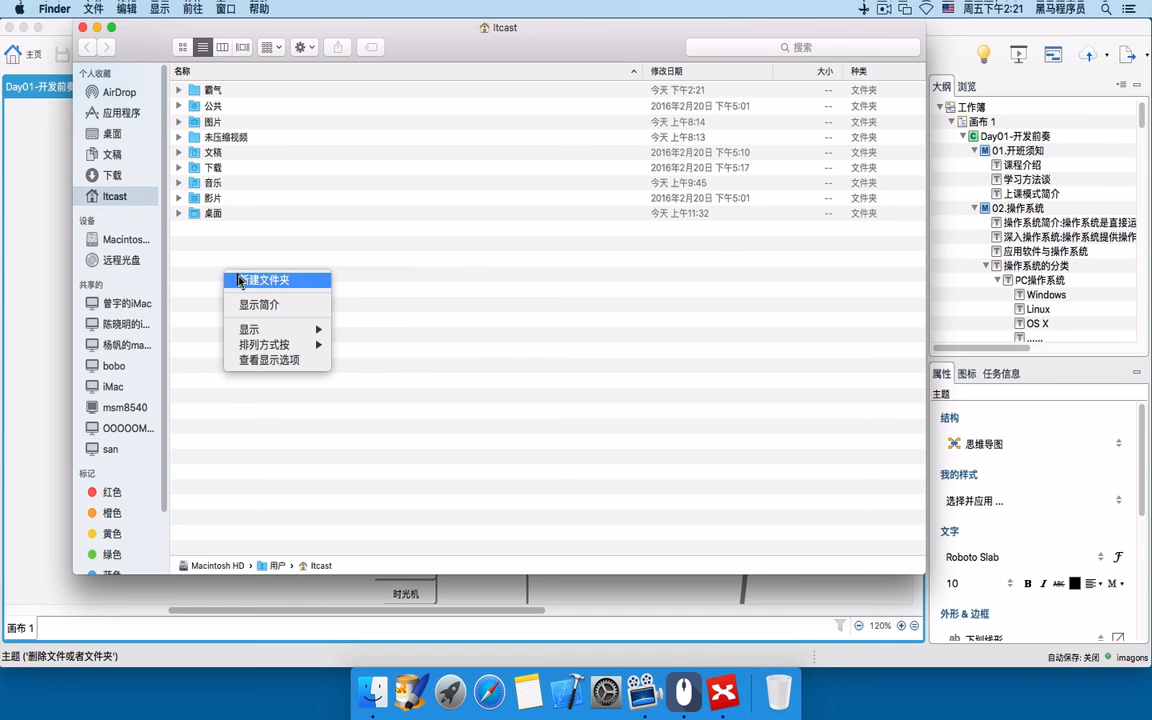 Finder 文件 编辑 显示 前往 窗口 帮助 周五下午2:21 黑马程序员
Itcast
主页
搜索
Day01-开发前奏
个人收藏
AirDrop
应用程序
桌面
文稿
下载
Itcast
设备
Macintos...
远程光盘
共享的
曾宇的iMac
陈晓明的i...
杨帆的ma...
bobo
iMac
msm8540
OOOOOM...
san
标记
红色
橙色
黄色
绿色
名称 修改日期 大小 种类
霸气 今天 下午2:21 -- 文件夹
公共 2016年2月20日 下午5:01 -- 文件夹
图片 今天 上午8:14 -- 文件夹
未压缩视频 今天 上午8:13 -- 文件夹
文稿 2016年2月20日 下午5:10 -- 文件夹
下载 2016年2月20日 下午5:17 -- 文件夹
音乐 今天 上午9:45 -- 文件夹
影片 2016年2月20日 下午5:01 -- 文件夹
桌面 今天 上午11:32 -- 文件夹
新建文件夹
显示简介
显示
排列方式按
查看显示选项
Macintosh HD › 用户 › Itcast
时光机
画布 1
120%
主题 ('删除文件或者文件夹')
自动保存: 关闭 imagons
大纲 浏览
工作簿
画布 1
Day01-开发前奏
01.开班须知
课程介绍
学习方法谈
上课模式简介
02.操作系统
操作系统简介:操作系统是直接运
深入操作系统:操作系统提供操作
应用软件与操作系统
操作系统的分类
PC操作系统
Windows
Linux
OS X
......
属性 图标 任务信息
主题
结构
思维导图
我的样式
选择并应用 ...
文字
Roboto Slab
10 B I ABC M
外形 & 边框